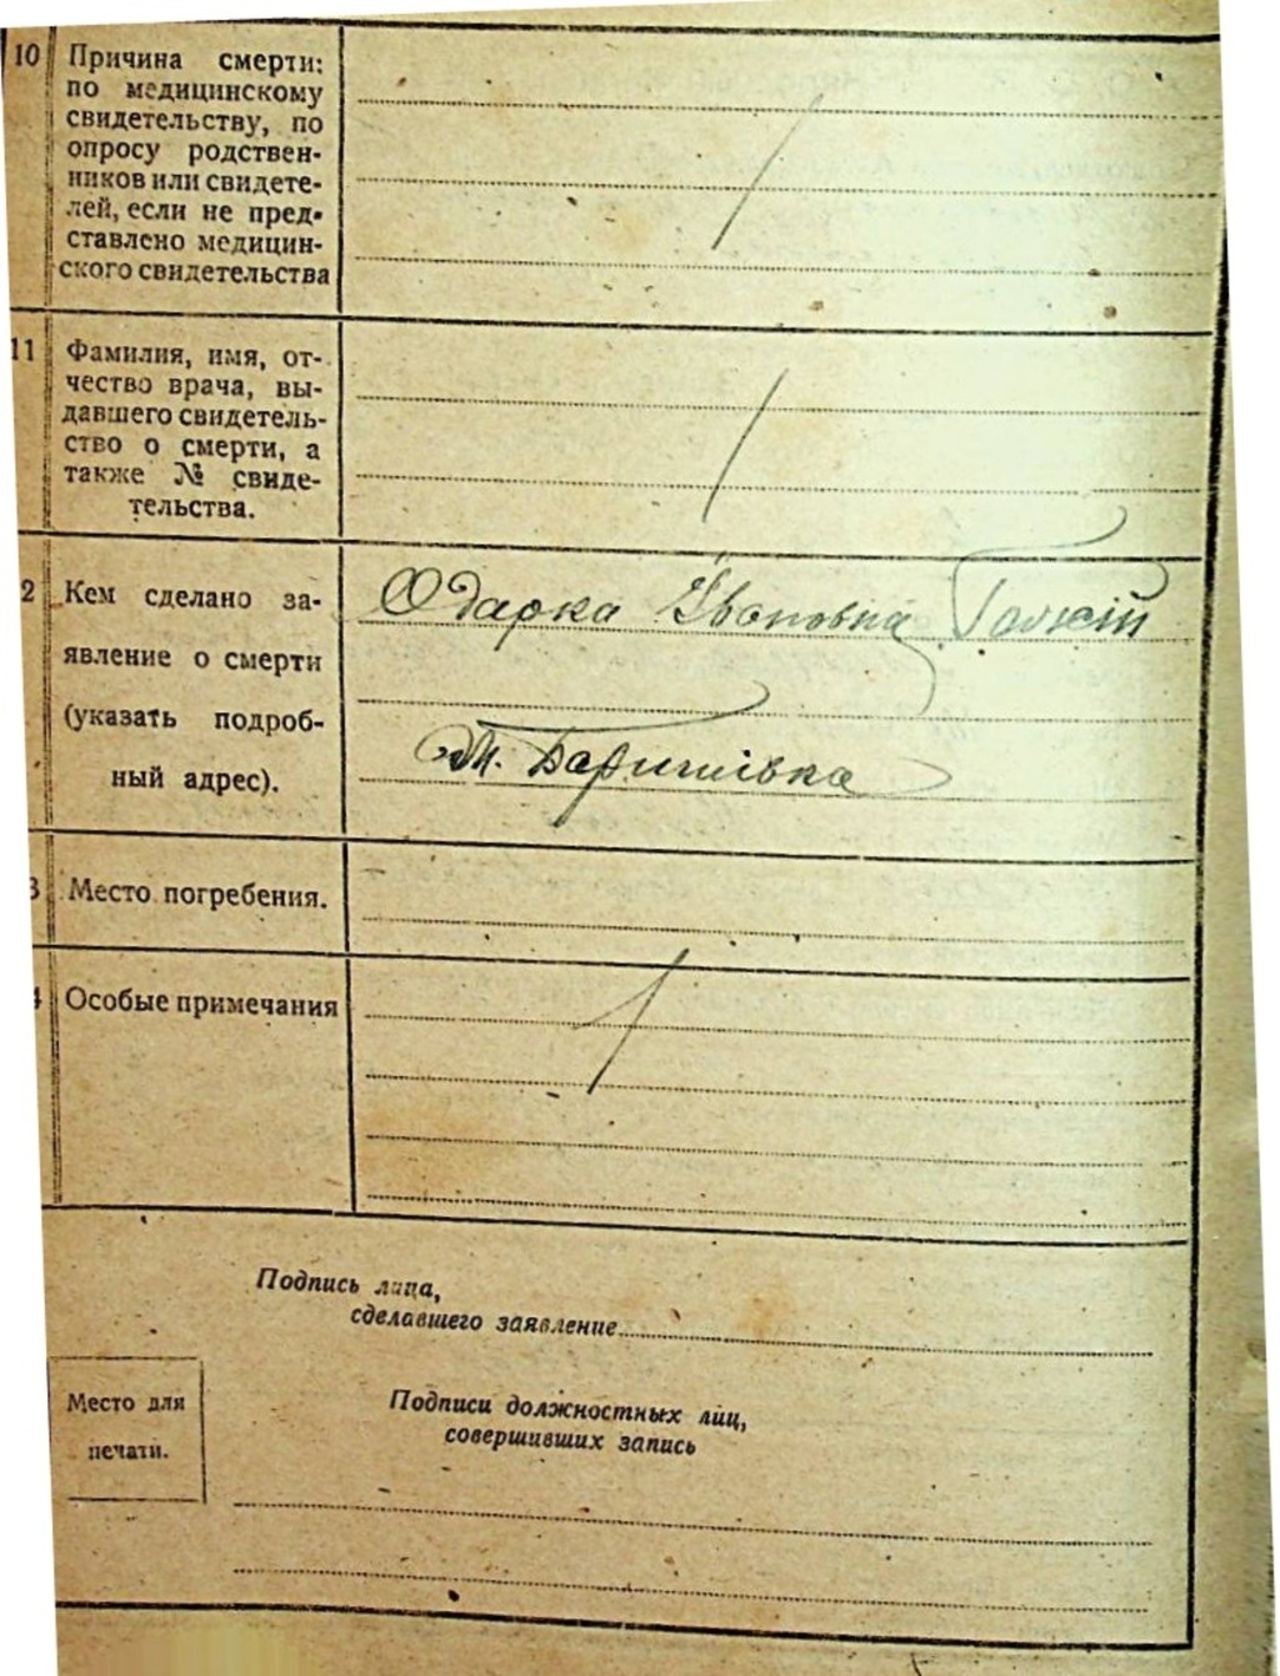 10 Причина смерти:
по медицинскому
свидетельству, по
опросу родствен-
ников или свидете-
лей, если не пред-
ставлено медицин-
ского свидетельства
11 Фамилия, имя, от-
чество врача, вы-
давшего свидетель-
ство о смерти, а
также № свиде-
тельства.
2 Кем сделано за-
явление о смерти
(указать подроб-
ный адрес).
Одарка Івановна
м. Баришівка
3 Место погребения.
4 Особые примечания
Подпись лица,
сделавшего заявление
Место для
печати.
Подписи должностных лиц,
совершивших запись